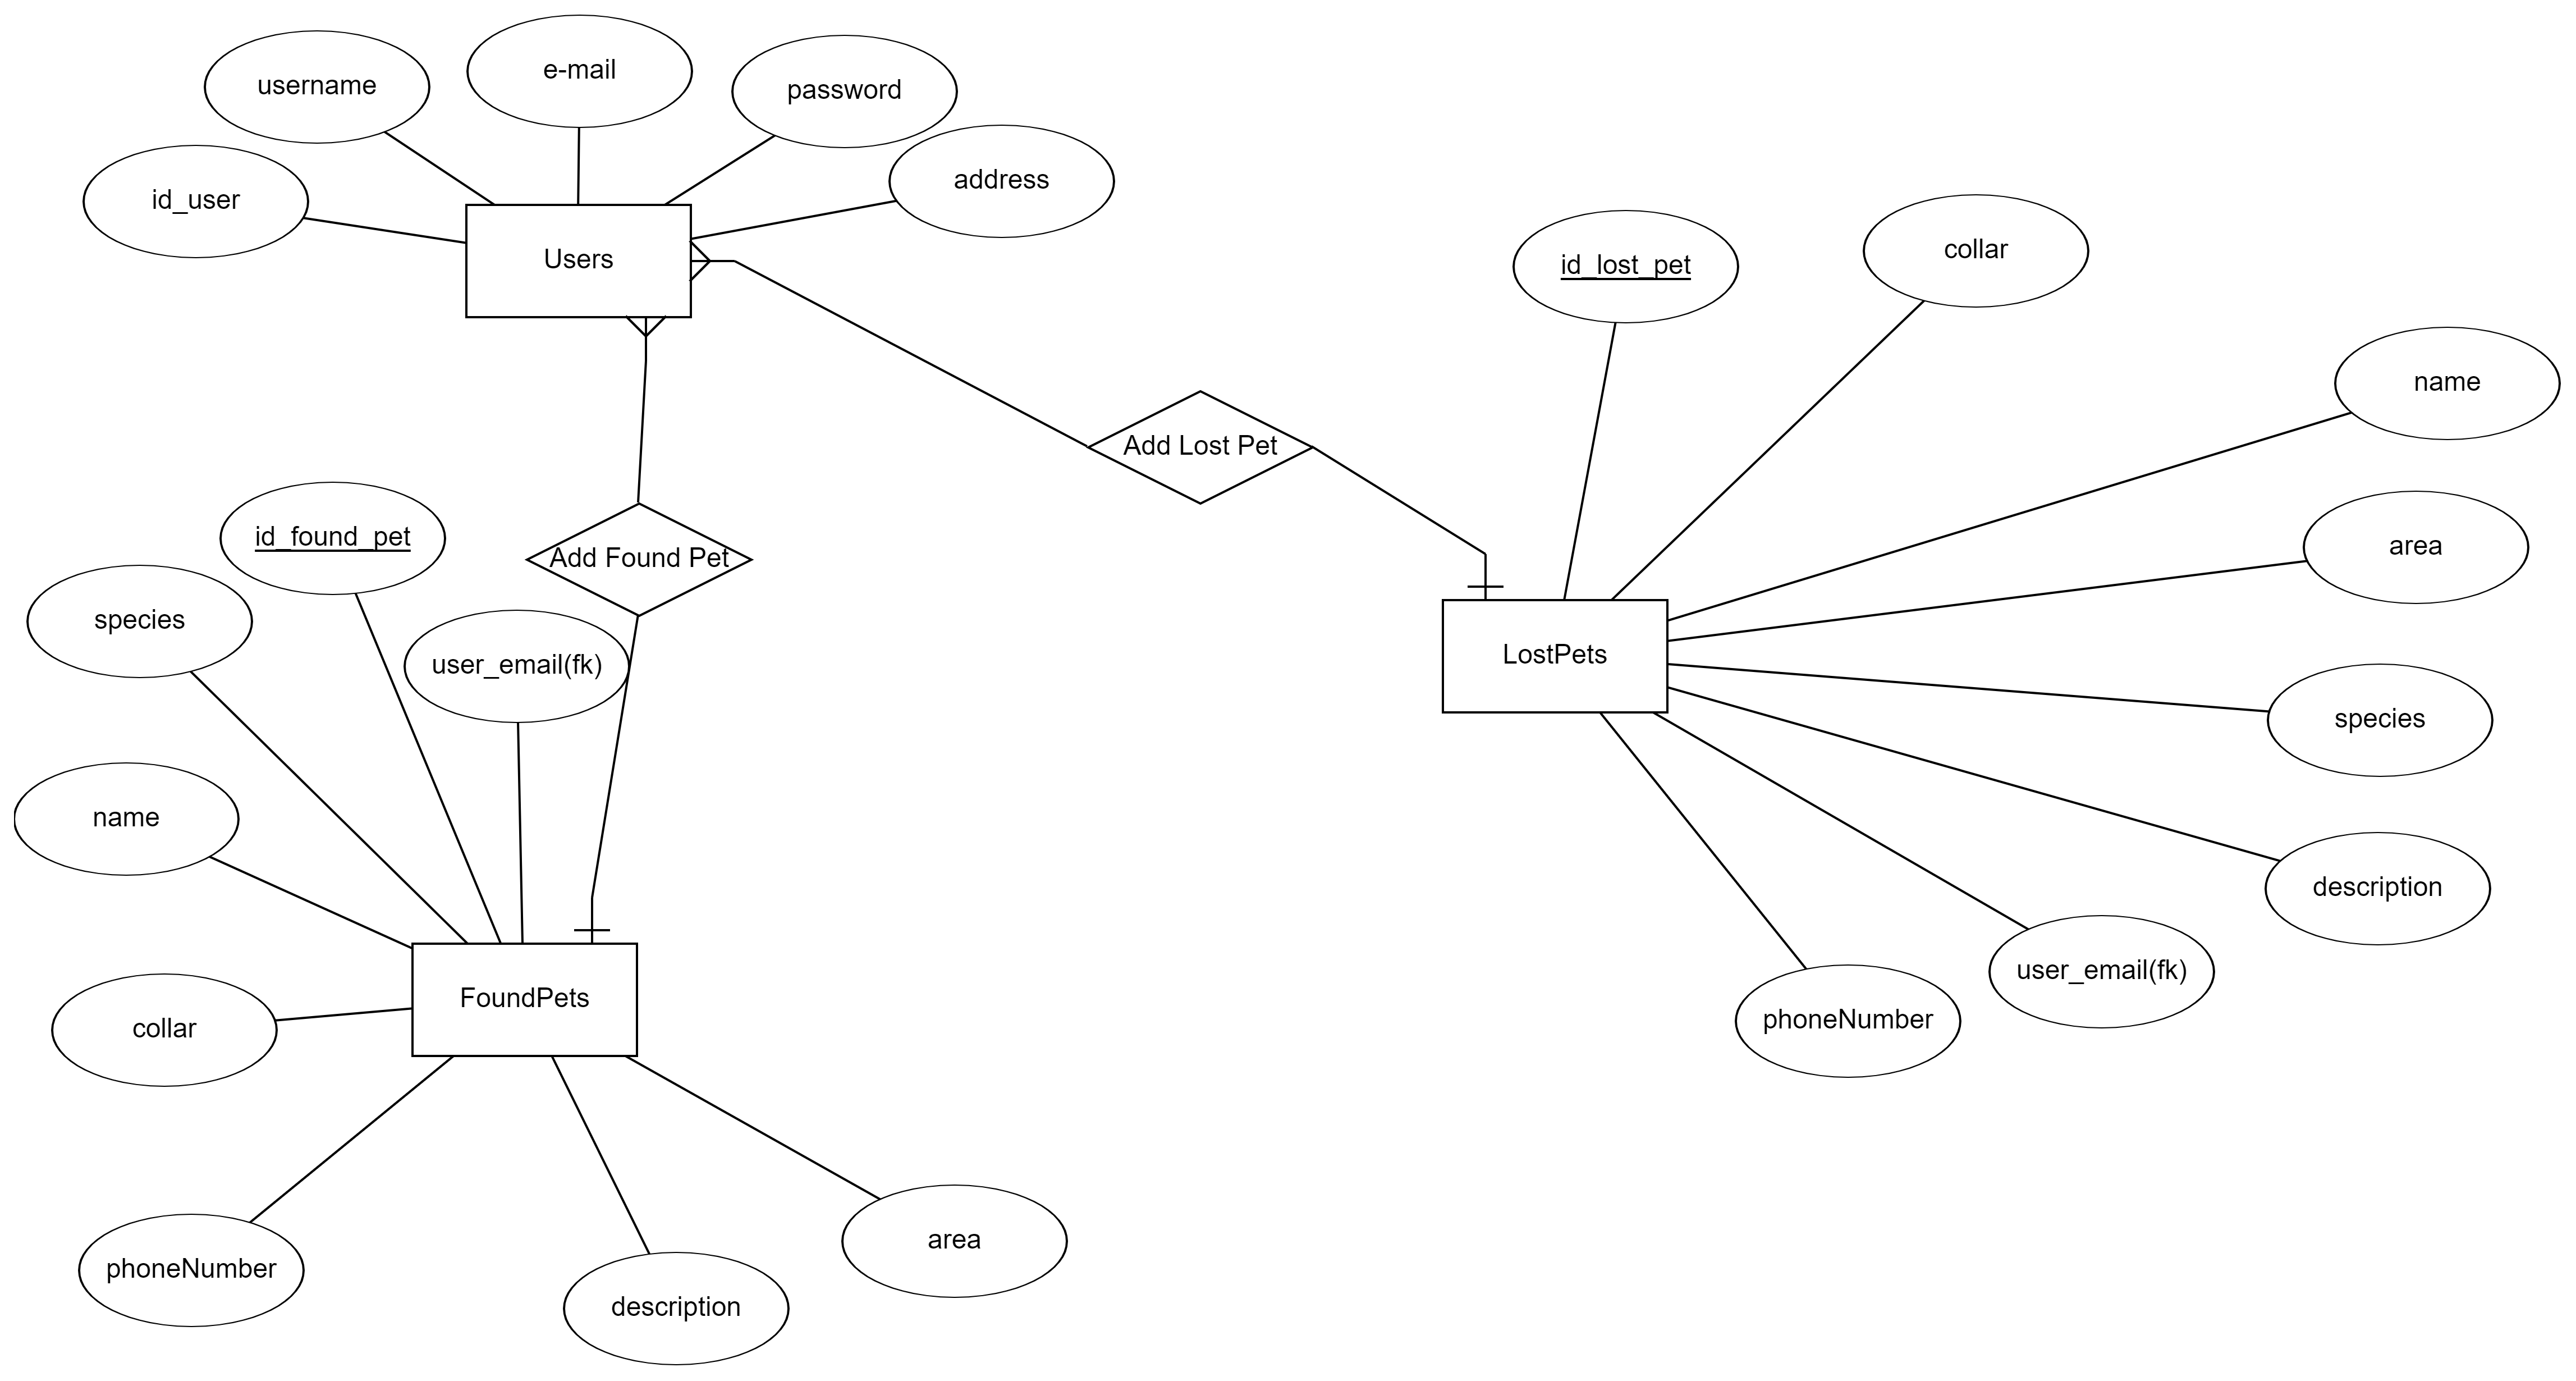 e-mail
username
password
address
id_user
Users
collar
id_lost_pet
name
Add Lost Pet
id_found_pet
area
Add Found Pet
species
user_email(fk)
LostPets
species
name
description
user_email(fk)
FoundPets
phoneNumber
collar
area
phoneNumber
description